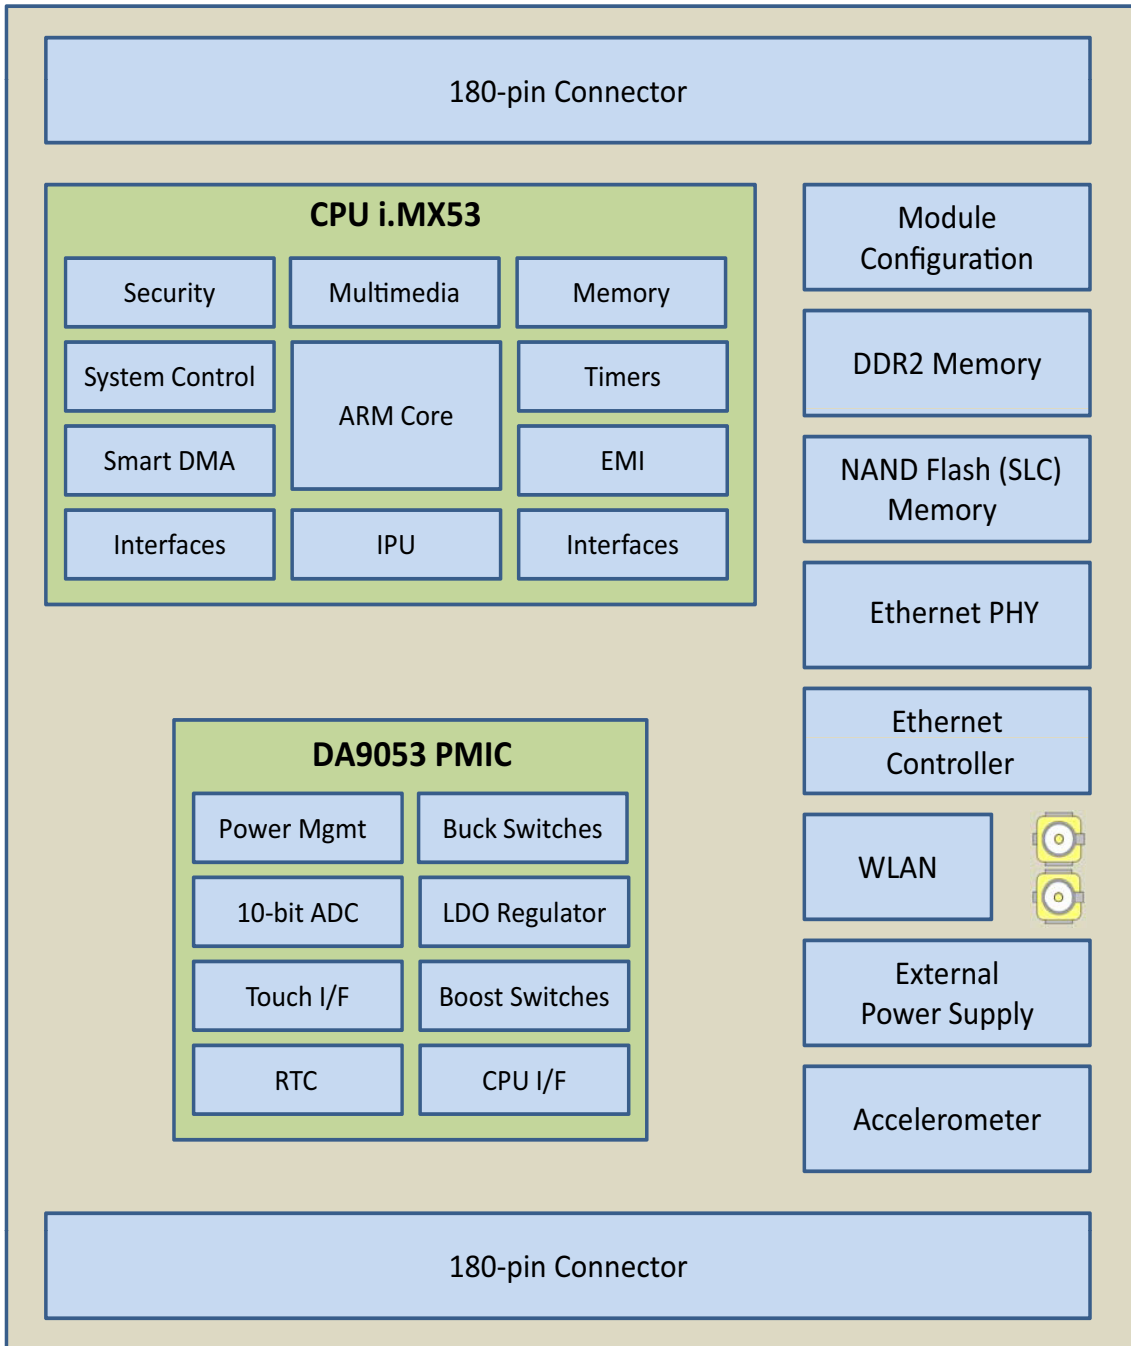 180-pin Connector
CPU i.MX53
Security
Multimedia
Memory
System Control
ARM Core
Timers
Smart DMA
EMI
Interfaces
IPU
Interfaces
Module
Configuration
DDR2 Memory
NAND Flash (SLC)
Memory
Ethernet PHY
Ethernet
Controller
WLAN
External
Power Supply
Accelerometer
DA9053 PMIC
Power Mgmt
Buck Switches
10-bit ADC
LDO Regulator
Touch I/F
Boost Switches
RTC
CPU I/F
180-pin Connector